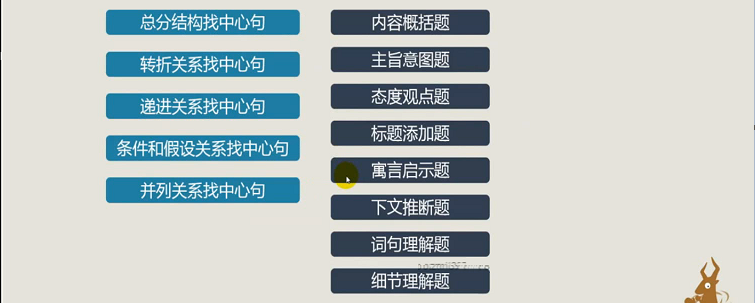 总分结构找中心句
转折关系找中心句
递进关系找中心句
条件和假设关系找中心句
并列关系找中心句
内容概括题
主旨意图题
态度观点题
标题添加题
寓言启示题
下文推断题
词句理解题
细节理解题